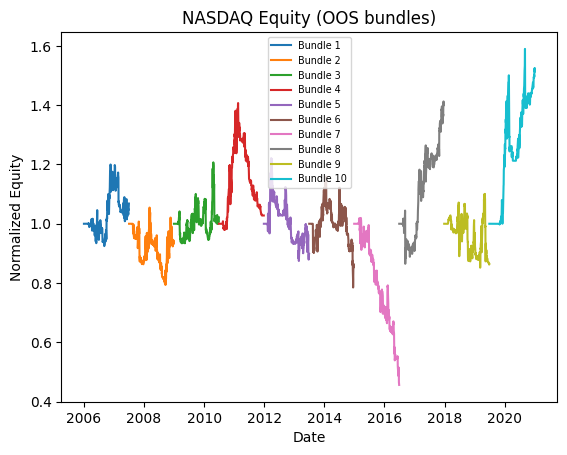 NASDAQ Equity (OOS bundles)
1.6
1.4
1.2
1.0
0.8
0.6
0.4
Normalized Equity
Bundle 1
Bundle 2
Bundle 3
Bundle 4
Bundle 5
Bundle 6
Bundle 7
Bundle 8
Bundle 9
Bundle 10
2006 2008 2010 2012 2014 2016 2018 2020
Date